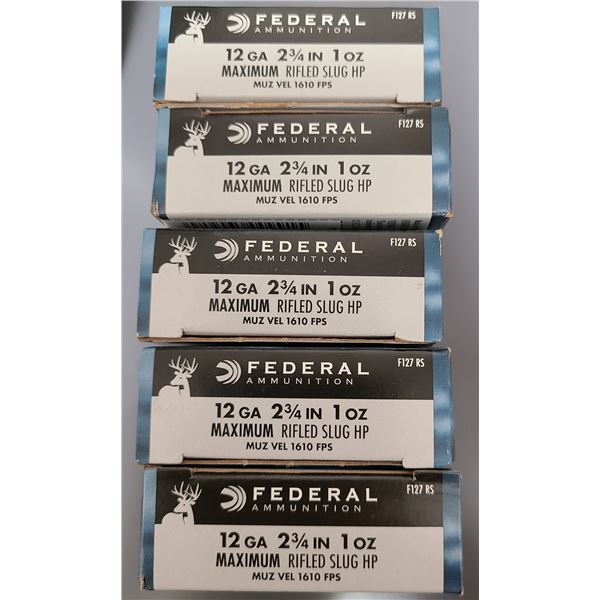 FEDERAL F127 RS
AMMUNITION
12 GA 2¾ IN 1 OZ
MAXIMUM RIFLED SLUG HP
MUZ VEL 1610 FPS
FEDERAL F127 RS
AMMUNITION
12 GA 2¾ IN 1 OZ
MAXIMUM RIFLED SLUG HP
MUZ VEL 1610 FPS
FEDERAL F127 RS
AMMUNITION
12 GA 2¾ IN 1 OZ
MAXIMUM RIFLED SLUG HP
MUZ VEL 1610 FPS
FEDERAL F127 RS
AMMUNITION
12 GA 2¾ IN 1 OZ
MAXIMUM RIFLED SLUG HP
MUZ VEL 1610 FPS
FEDERAL F127 RS
AMMUNITION
12 GA 2¾ IN 1 OZ
MAXIMUM RIFLED SLUG HP
MUZ VEL 1610 FPS